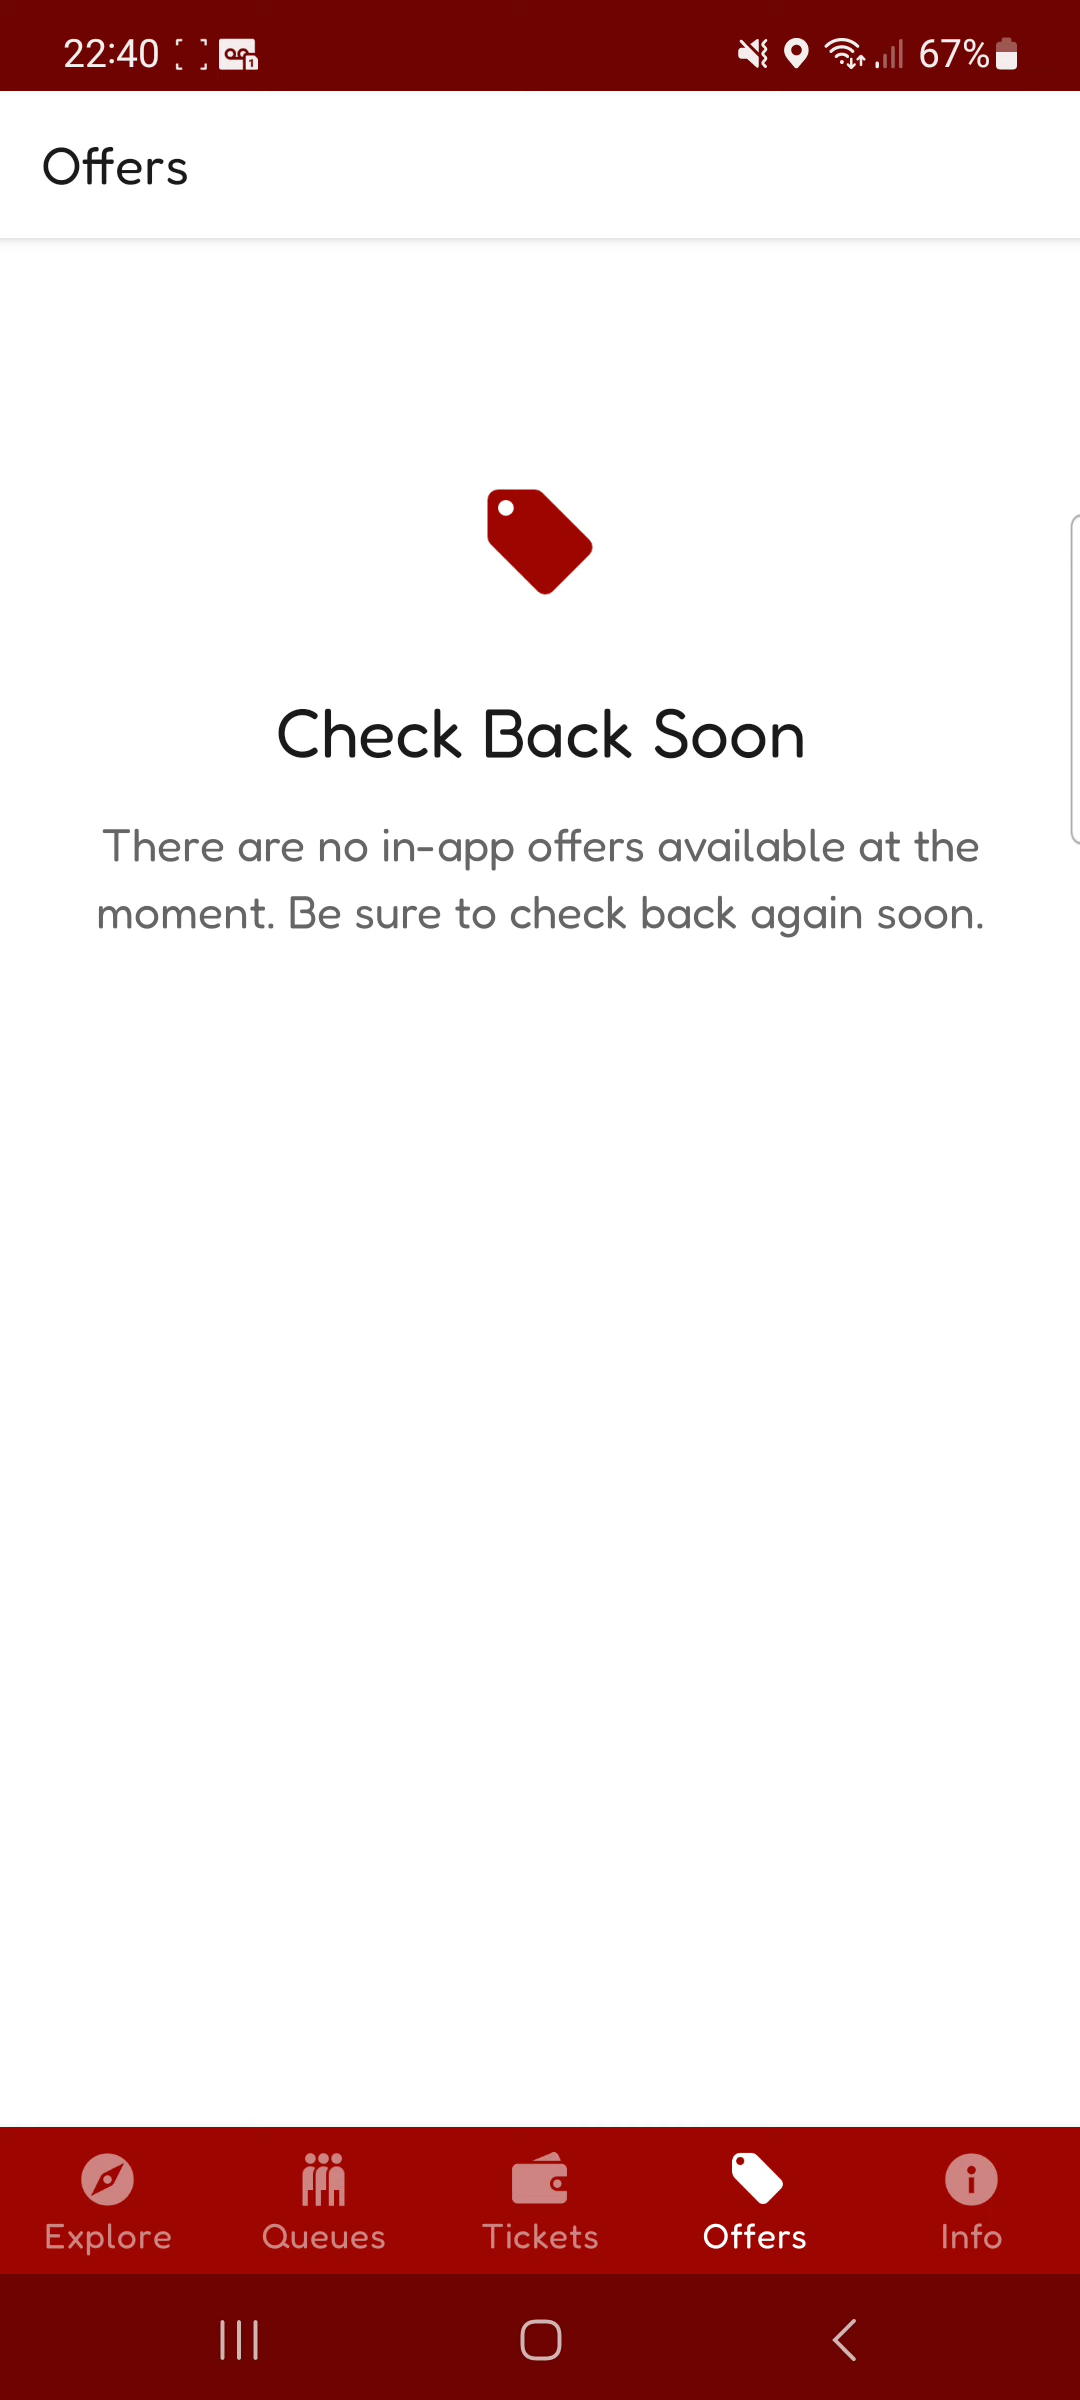 22:40
67%
Offers
Check Back Soon
There are no in-app offers available at the
moment. Be sure to check back again soon.
Explore
Queues
Tickets
Offers
Info